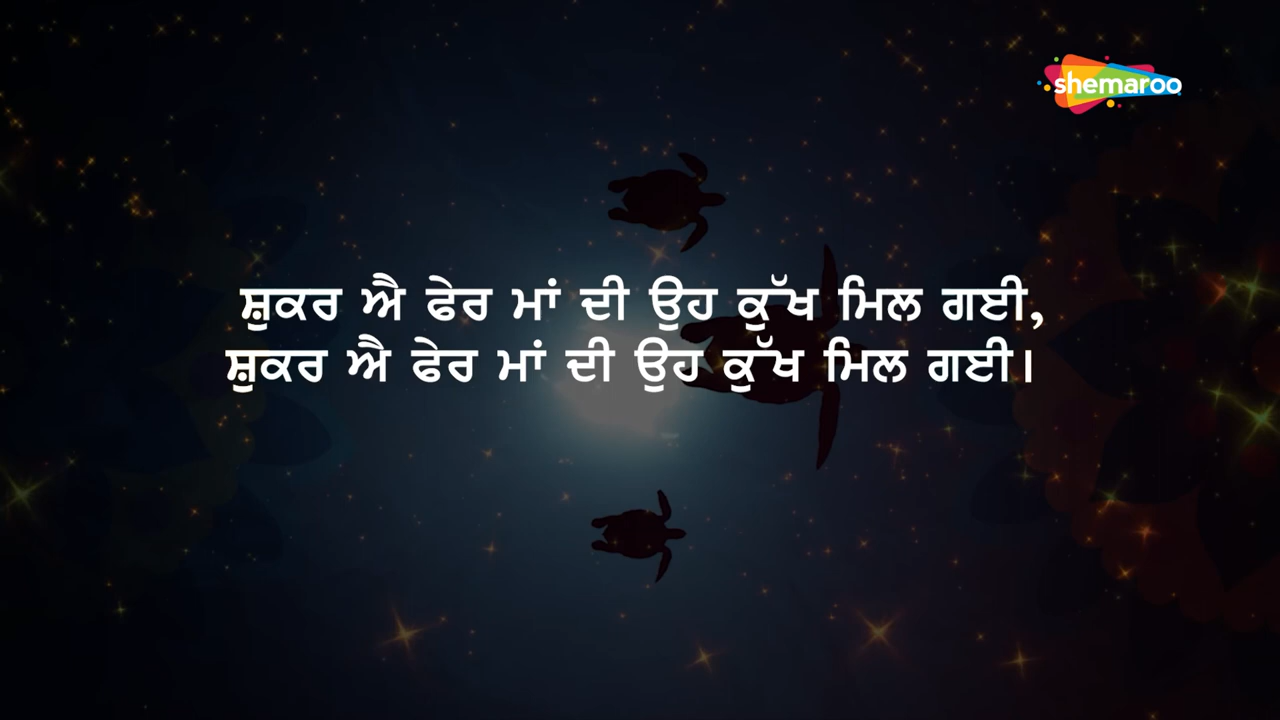 shemaroo
ਸ਼ੁਕਰ ਐ ਫੇਰ ਮਾਂ ਦੀ ਉਹ ਕੁੱਖ ਮਿਲ ਗਈ,
ਸ਼ੁਕਰ ਐ ਫੇਰ ਮਾਂ ਦੀ ਉਹ ਕੁੱਖ ਮਿਲ ਗਈ।